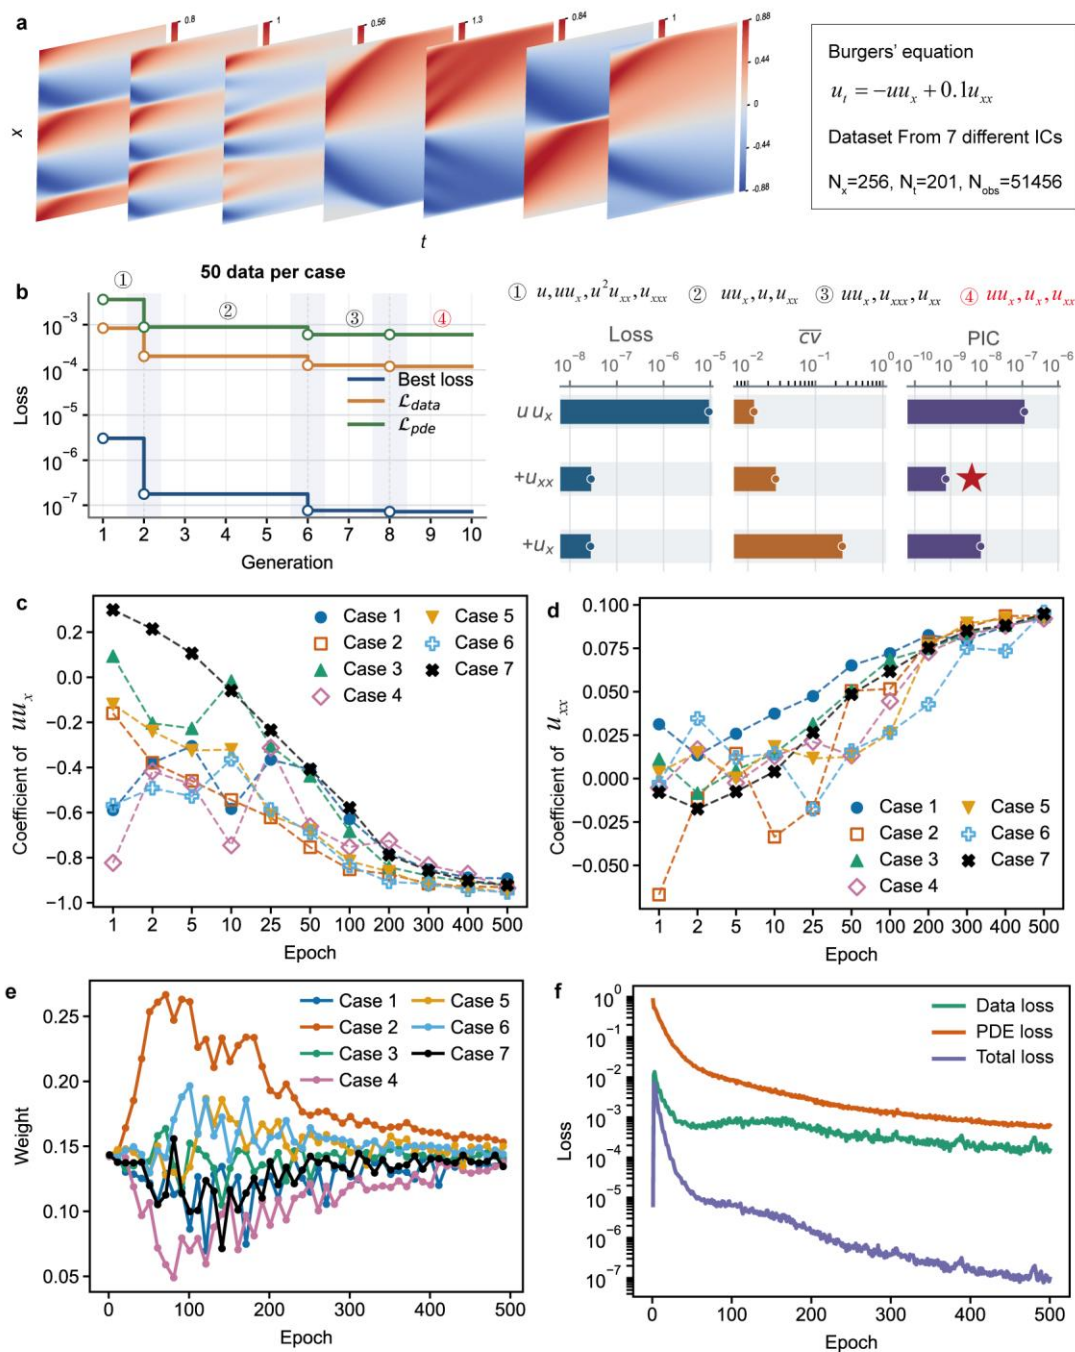 a
0.8
1
0.56
1.3
0.84
1
0.88
0.44
0
-0.44
-0.88
x
t
Burgers' equation
u_t = −uu_x + 0.1u_xx
Dataset From 7 different ICs
N_x=256, N_t=201, N_obs=51456
b
50 data per case
① ② ③ ④
10⁻³
10⁻⁴
10⁻⁵
10⁻⁶
10⁻⁷
Loss
Best loss
ℒ_data
ℒ_pde
1 2 3 4 5 6 7 8 9 10
Generation
① u,uu_x,u²u_xx,u_xxx ② uu_x,u,u_xx ③ uu_x,u_xxx,u_xx ④ uu_x,u_x,u_xx
Loss cv PIC
10⁻⁸ 10⁻⁷ 10⁻⁶ 10⁻⁵ 10⁻² 10⁻¹ 10⁰ 10⁻¹⁰ 10⁻⁹ 10⁻⁸ 10⁻⁷ 10⁻⁶
u u_x
+u_xx
+u_x
c
0.2
0.0
−0.2
−0.4
−0.6
−0.8
−1.0
Coefficient of uu_x
Case 1 Case 5
Case 2 Case 6
Case 3 Case 7
Case 4
1 2 5 10 25 50 100 200 300 400 500
Epoch
d
0.100
0.075
0.050
0.025
0.000
−0.025
−0.050
Coefficient of u_xx
Case 1 Case 5
Case 2 Case 6
Case 3 Case 7
Case 4
1 2 5 10 25 50 100 200 300 400 500
Epoch
e
0.25
0.20
0.15
0.10
0.05
Weight
Case 1 Case 5
Case 2 Case 6
Case 3 Case 7
Case 4
0 100 200 300 400 500
Epoch
f
10⁰
10⁻¹
10⁻²
10⁻³
10⁻⁴
10⁻⁵
10⁻⁶
10⁻⁷
Loss
Data loss
PDE loss
Total loss
0 100 200 300 400 500
Epoch